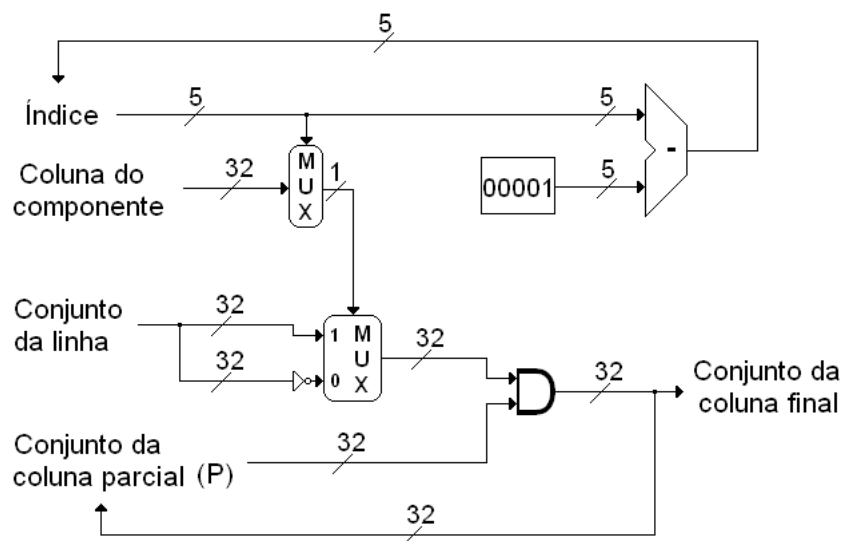 5
Índice
5
5
Coluna do
componente
32
M
U
X
1
00001
5
-
Conjunto
da linha
32
32
1
0
M
U
X
32
32
Conjunto da
coluna final
Conjunto da
coluna parcial (P)
32
32